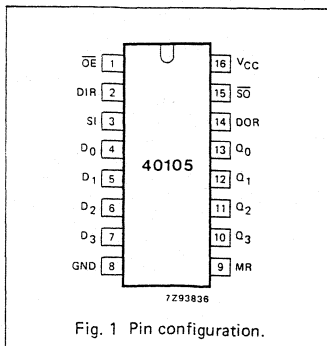 OE 1 16 VCC
DIR 2 15 SO
SI 3 14 DOR
D0 4 13 Q0
40105
D1 5 12 Q1
D2 6 11 Q2
D3 7 10 Q3
GND 8 9 MR
7Z93836
Fig. 1 Pin configuration.